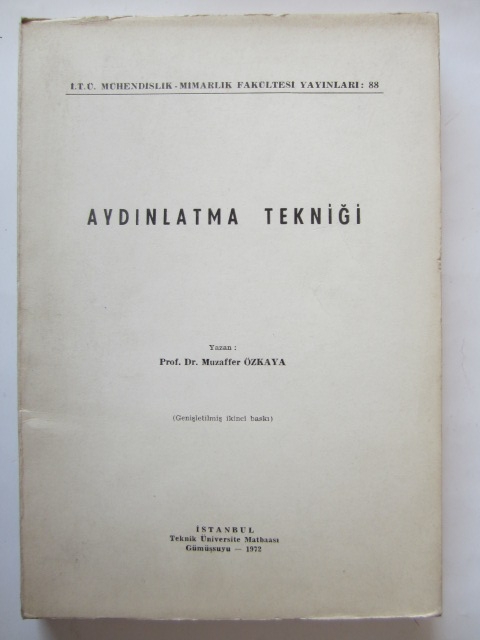 İ.T.Ü. MÜHENDİSLİK - MİMARLIK FAKÜLTESİ YAYINLARI: 88
AYDINLATMA TEKNİĞİ
Yazan :
Prof. Dr. Muzaffer ÖZKAYA
(Genişletilmiş ikinci baskı)
İSTANBUL
Teknik Üniversite Matbaası
Gümüşsuyu — 1972